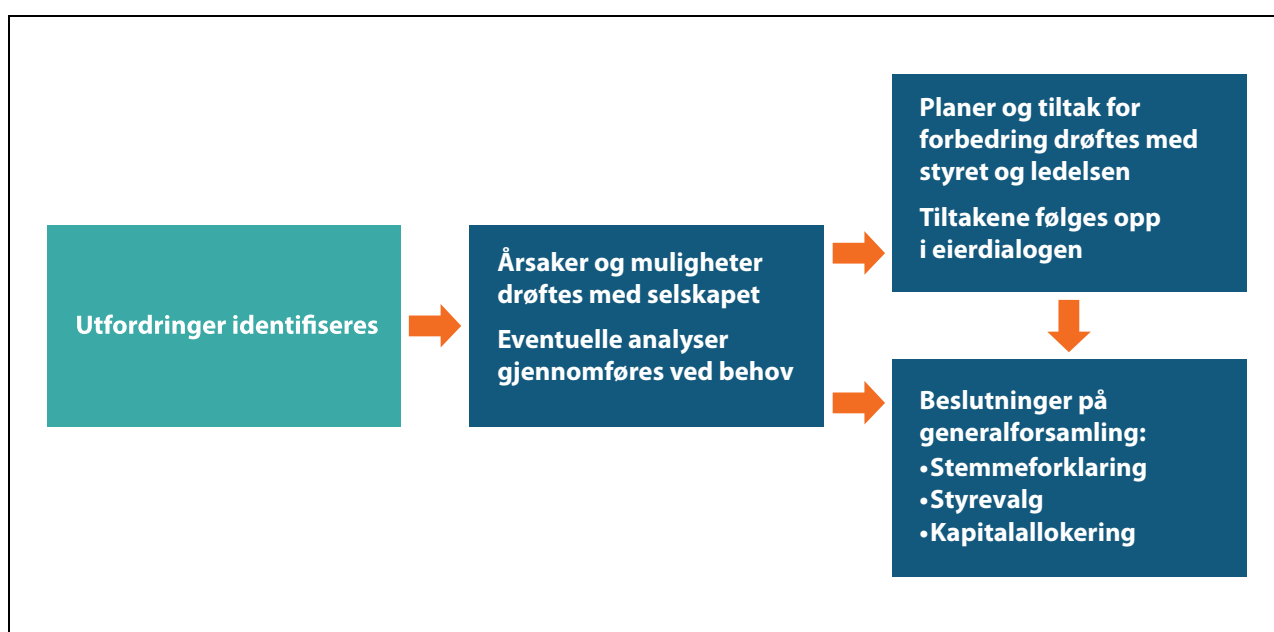 Utfordringer identifiseres
Årsaker og muligheter
drøftes med selskapet
Eventuelle analyser
gjennomføres ved behov
Planer og tiltak for
forbedring drøftes med
styret og ledelsen
Tiltakene følges opp
i eierdialogen
Beslutninger på
generalforsamling:
•Stemmeforklaring
•Styrevalg
•Kapitalallokering